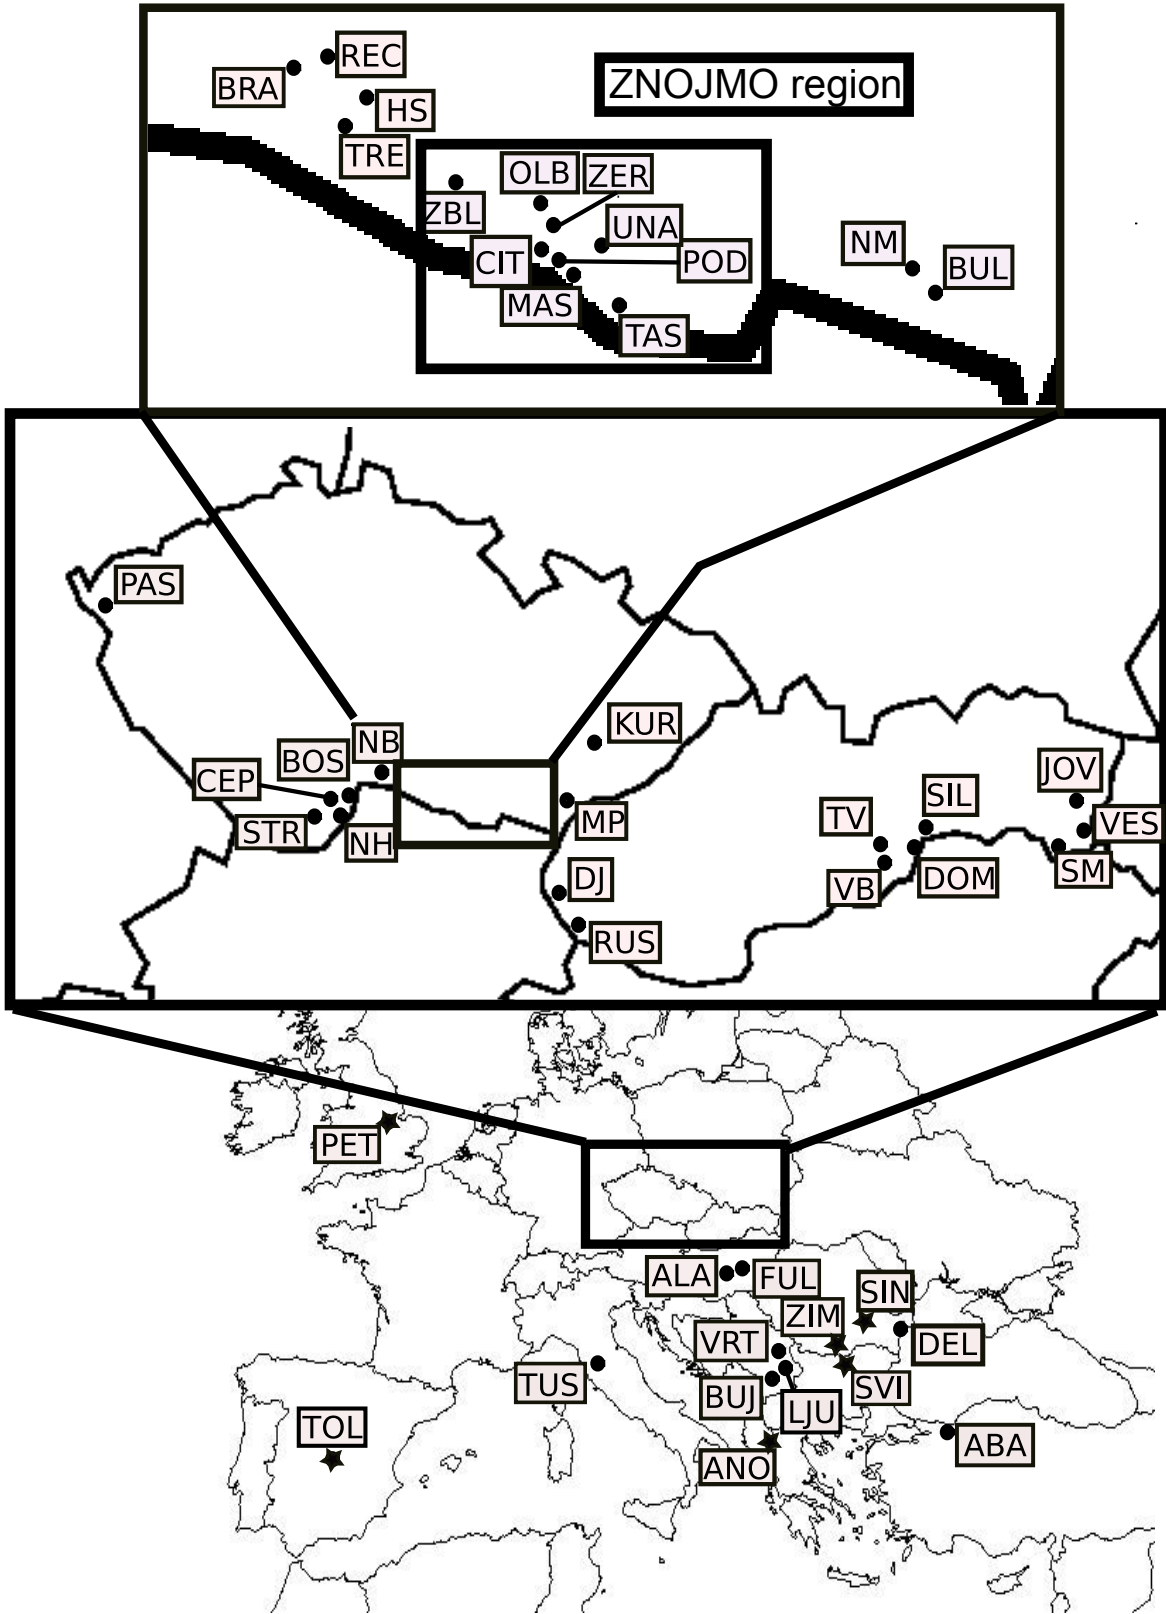 REC
BRA
ZNOJMO region
HS
TRE
OLB
ZER
ZBL
UNA
NM
CIT
POD
BUL
MAS
TAS
PAS
KUR
NB
BOS
CEP
JOV
SIL
TV
MP
VES
STR
NH
SM
DJ
VB
DOM
RUS
PET
ALA
FUL
SIN
ZIM
VRT
DEL
TUS
SVI
BUJ
LJU
TOL
ABA
ANO